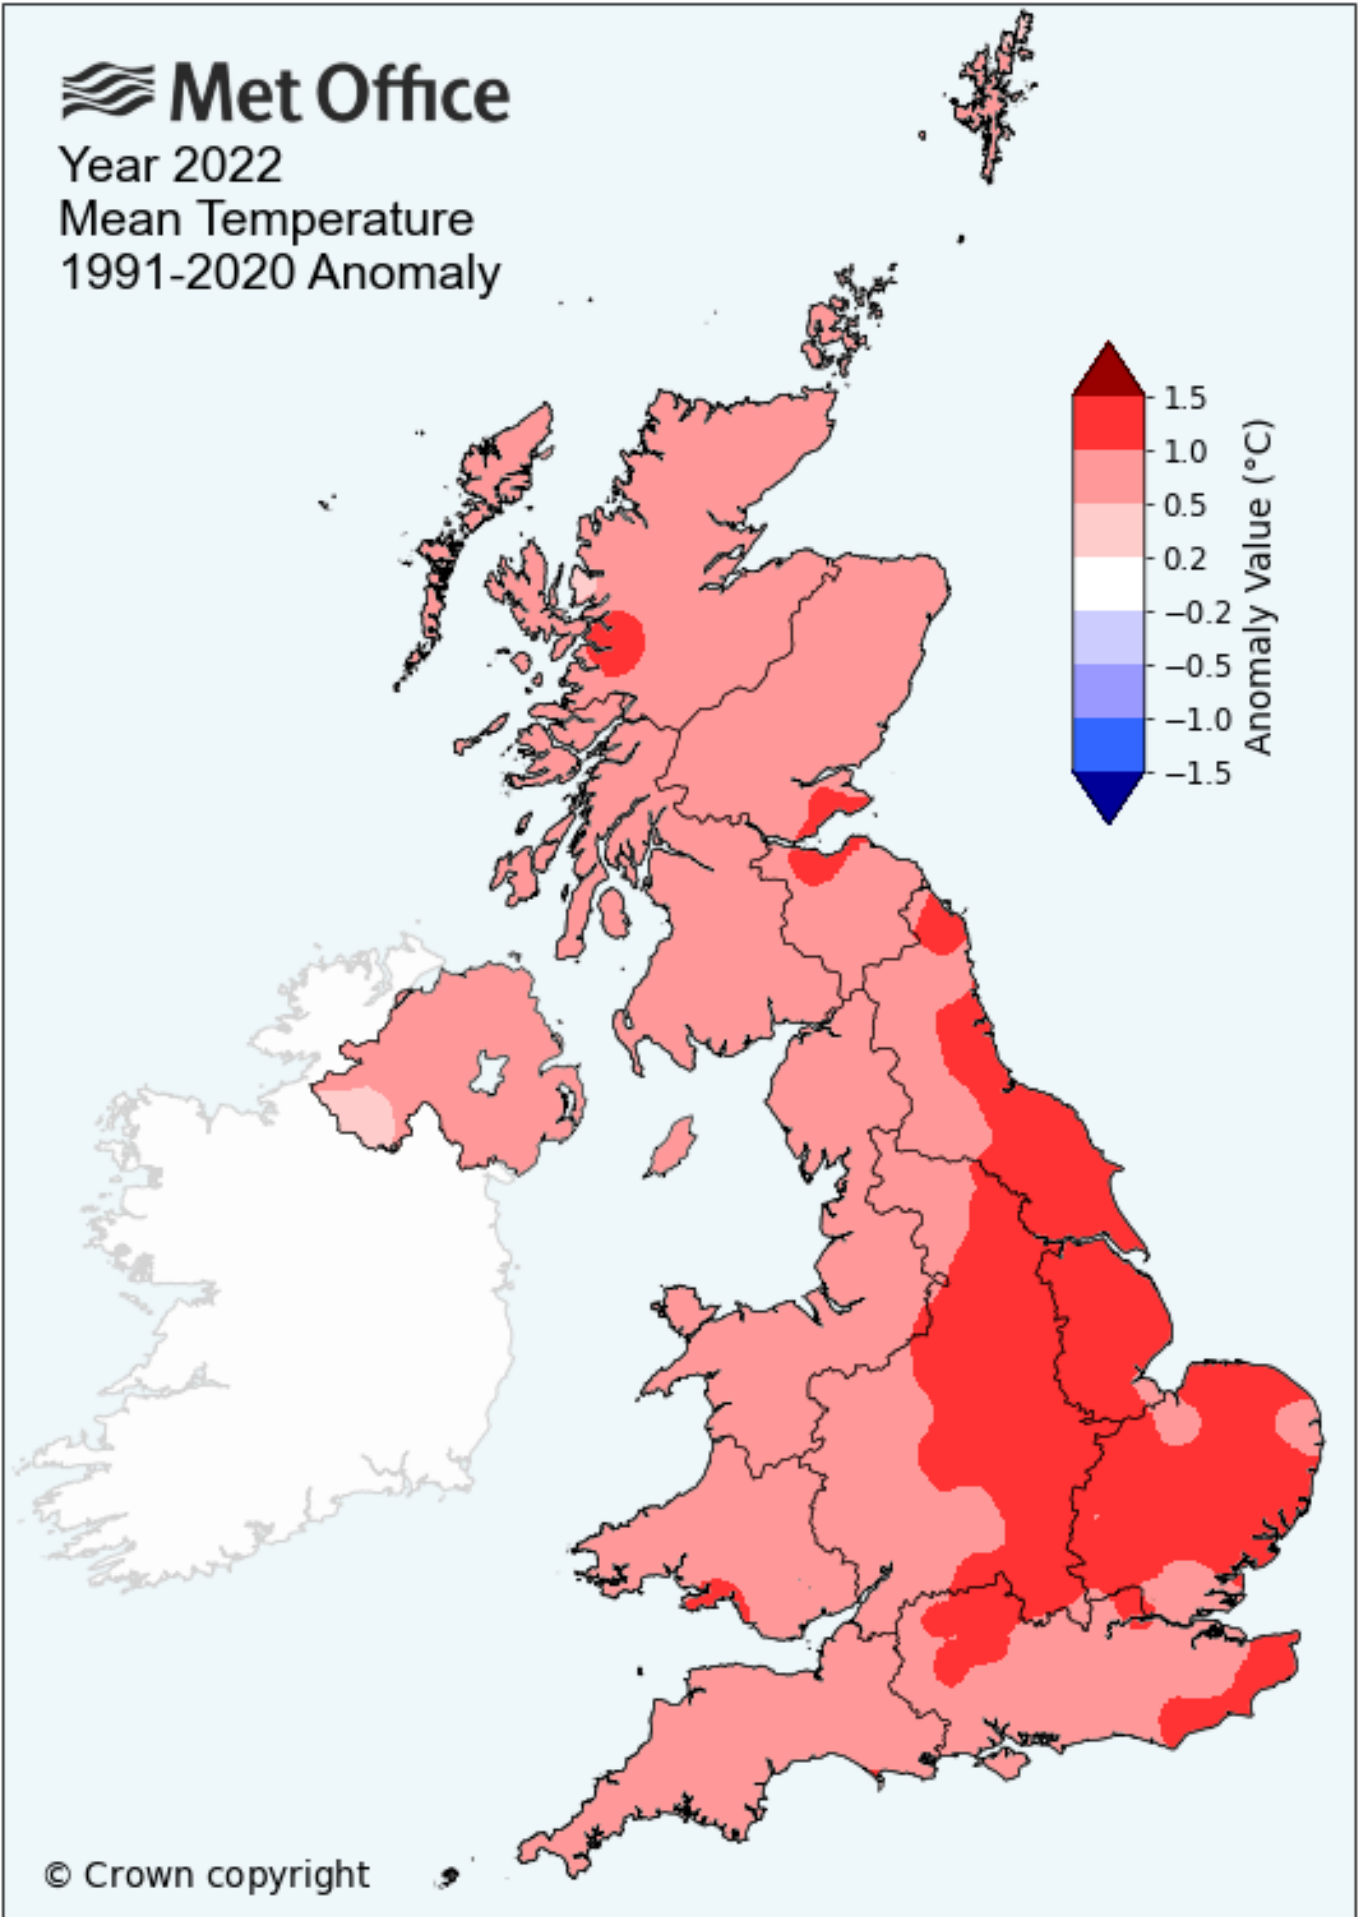 Met Office
Year 2022
Mean Temperature
1991-2020 Anomaly
1.5
1.0
0.5
0.2
−0.2
−0.5
−1.0
−1.5
Anomaly Value (°C)
© Crown copyright